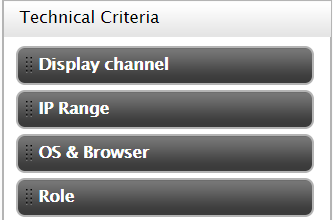 Technical Criteria
Display channel
IP Range
OS & Browser
Role